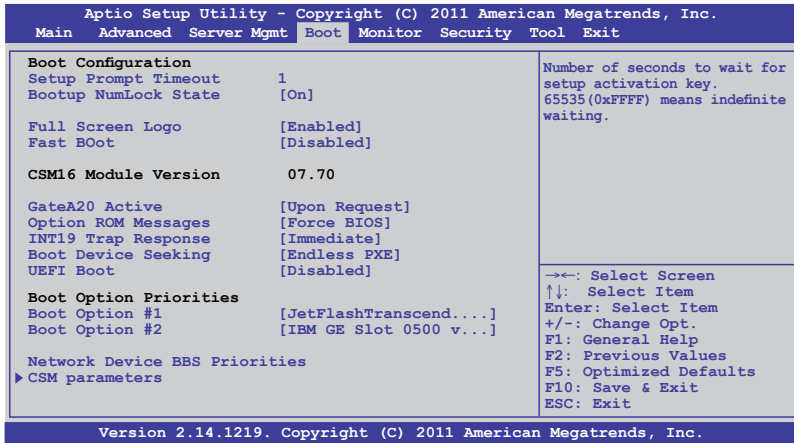 Aptio Setup Utility - Copyright (C) 2011 American Megatrends, Inc.
Main Advanced Server Mgmt Boot Monitor Security Tool Exit
Boot Configuration
Setup Prompt Timeout 1
Bootup NumLock State [On]
Full Screen Logo [Enabled]
Fast BOot [Disabled]
CSM16 Module Version 07.70
GateA20 Active [Upon Request]
Option ROM Messages [Force BIOS]
INT19 Trap Response [Immediate]
Boot Device Seeking [Endless PXE]
UEFI Boot [Disabled]
Boot Option Priorities
Boot Option #1 [JetFlashTranscend....]
Boot Option #2 [IBM GE Slot 0500 v...]
Network Device BBS Priorities
CSM parameters
Number of seconds to wait for
setup activation key.
65535(0xFFFF) means indefinite
waiting.
→←: Select Screen
↑↓: Select Item
Enter: Select Item
+/-: Change Opt.
F1: General Help
F2: Previous Values
F5: Optimized Defaults
F10: Save & Exit
ESC: Exit
Version 2.14.1219. Copyright (C) 2011 American Megatrends, Inc.